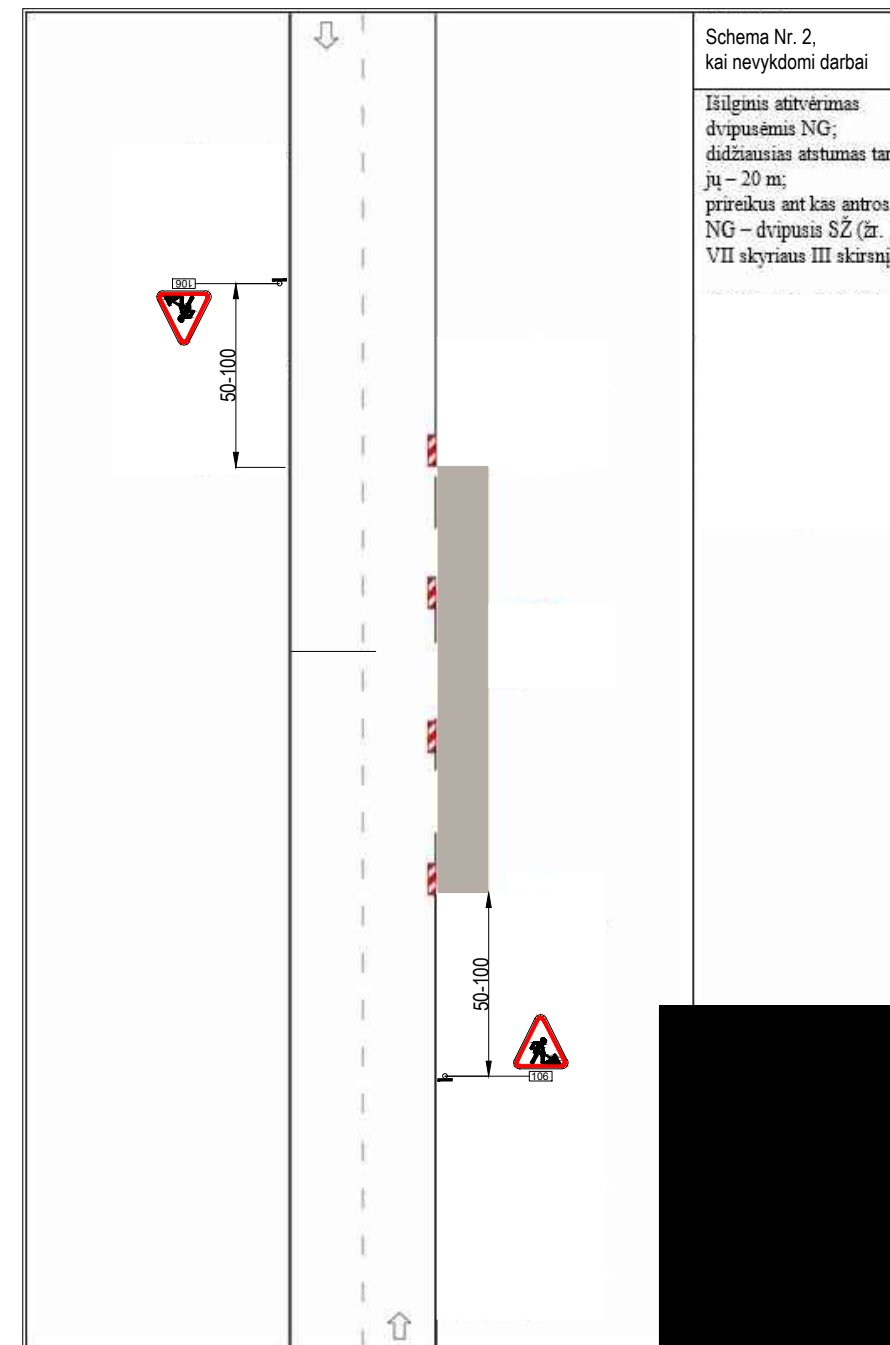 Schema Nr. 2,
kai nevykdomi darbai
Išilginis atitvėrimas
dvipusėmis NG;
didžiausias atstumas tar
jų – 20 m;
prireikus ant kas antros
NG – dvipusis SŽ (žr.
VII skyriaus III skirsnį
106
50-100
50-100
106